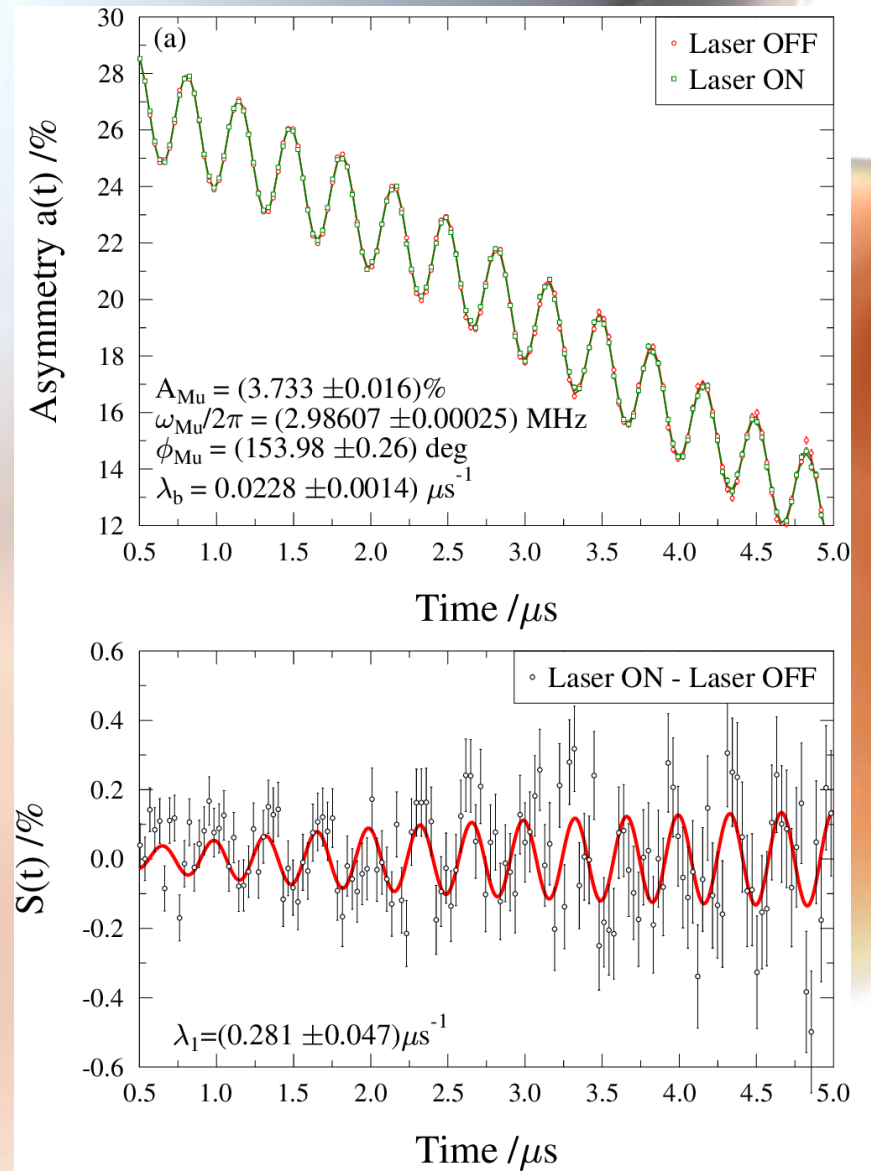 (a)
Laser OFF
Laser ON
30
28
26
24
22
20
18
16
14
12
Asymmetry a(t) /%
A_Mu = (3.733 ±0.016)%
ω_Mu/2π = (2.98607 ±0.00025) MHz
ϕ_Mu = (153.98 ±0.26) deg
λ_b = 0.0228 ±0.0014) μs⁻¹
0.5 1.0 1.5 2.0 2.5 3.0 3.5 4.0 4.5 5.0
Time /μs
Laser ON - Laser OFF
0.6
0.4
0.2
0.0
-0.2
-0.4
-0.6
S(t) /%
λ₁=(0.281 ±0.047)μs⁻¹
0.5 1.0 1.5 2.0 2.5 3.0 3.5 4.0 4.5 5.0
Time /μs